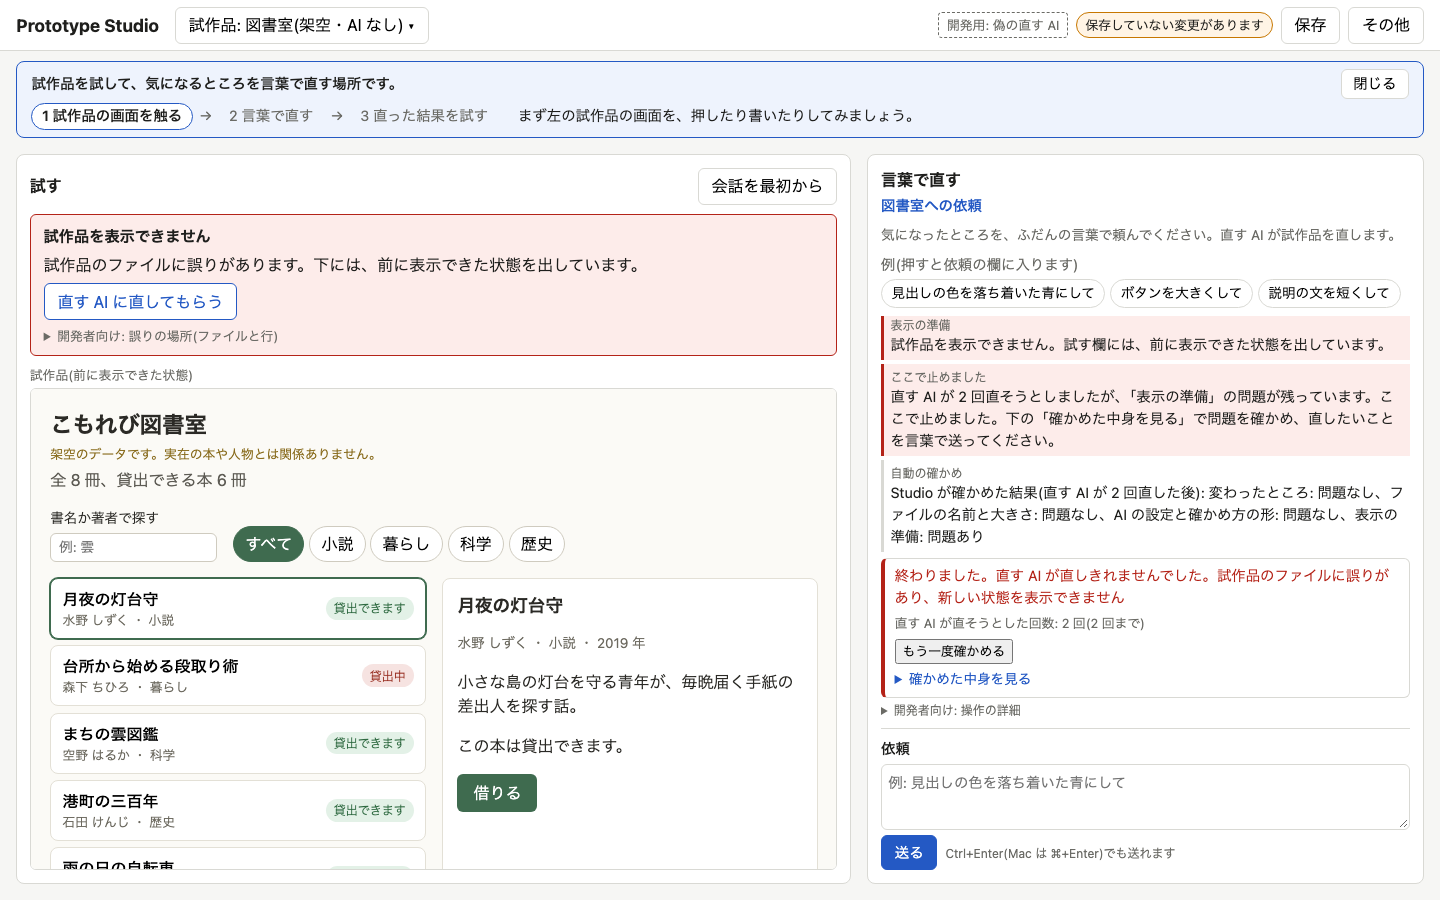 Prototype Studio
試作品: 図書室(架空・AI なし) ▾
開発用: 偽の直す AI
保存していない変更があります
保存
その他
試作品を試して、気になるところを言葉で直す場所です。
閉じる
1 試作品の画面を触る → 2 言葉で直す → 3 直った結果を試す まず左の試作品の画面を、押したり書いたりしてみましょう。
試す
会話を最初から
試作品を表示できません
試作品のファイルに誤りがあります。下には、前に表示できた状態を出しています。
直す AI に直してもらう
▶ 開発者向け: 誤りの場所(ファイルと行)
試作品(前に表示できた状態)
こもれび図書室
架空のデータです。実在の本や人物とは関係ありません。
全 8 冊、貸出できる本 6 冊
書名か著者で探す
例: 雲
すべて
小説
暮らし
科学
歴史
月夜の灯台守
水野 しずく ・ 小説
貸出できます
台所から始める段取り術
森下 ちひろ ・ 暮らし
貸出中
まちの雲図鑑
空野 はるか ・ 科学
貸出できます
港町の三百年
石田 けんじ ・ 歴史
貸出できます
雨の日の自転車
月夜の灯台守
水野 しずく ・ 小説 ・ 2019 年
小さな島の灯台を守る青年が、毎晩届く手紙の
差出人を探す話。
この本は貸出できます。
借りる
言葉で直す
図書室への依頼
気になったところを、ふだんの言葉で頼んでください。直す AI が試作品を直します。
例(押すと依頼の欄に入ります)
見出しの色を落ち着いた青にして
ボタンを大きくして
説明の文を短くして
表示の準備
試作品を表示できません。試す欄には、前に表示できた状態を出しています。
ここで止めました
直す AI が 2 回直そうとしましたが、「表示の準備」の問題が残っています。こ
こで止めました。下の「確かめた中身を見る」で問題を確かめ、直したいこと
を言葉で送ってください。
自動の確かめ
Studio が確かめた結果(直す AI が 2 回直した後): 変わったところ: 問題なし、フ
ァイルの名前と大きさ: 問題なし、AI の設定と確かめ方の形: 問題なし、表示の
準備: 問題あり
終わりました。直す AI が直しきれませんでした。試作品のファイルに誤りが
あり、新しい状態を表示できません
直す AI が直そうとした回数: 2 回(2 回まで)
もう一度確かめる
▶ 確かめた中身を見る
▶ 開発者向け: 操作の詳細
依頼
例: 見出しの色を落ち着いた青にして
送る
Ctrl+Enter(Mac は ⌘+Enter)でも送れます